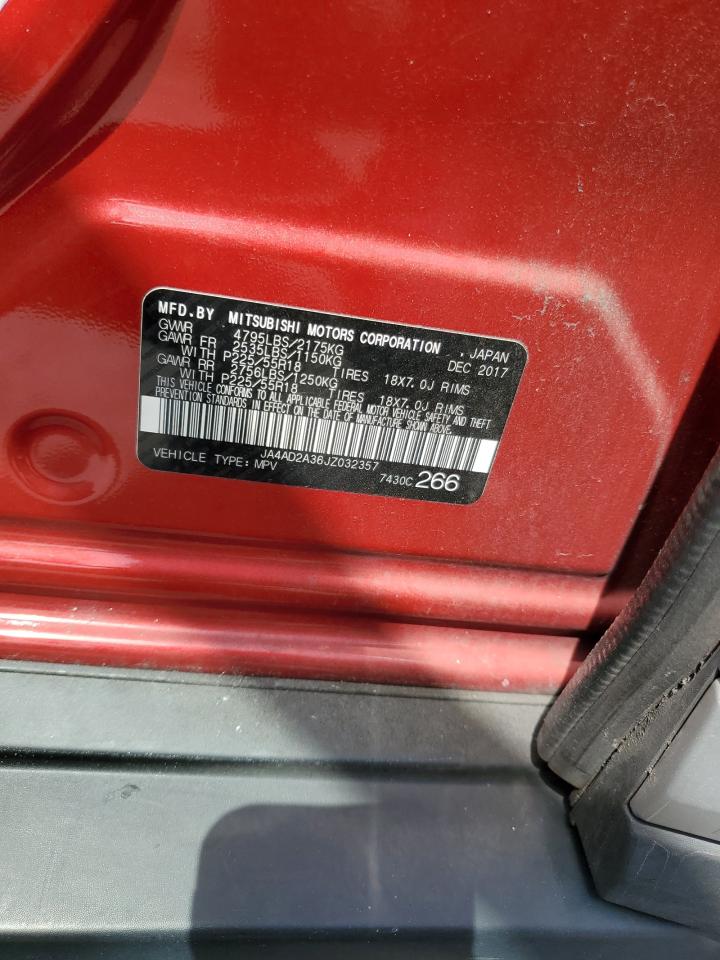 MFD.BY MITSUBISHI MOTORS CORPORATION , JAPAN
GVWR 4795LBS/2175KG DEC 2017
GAWR FR 2535LBS/1150KG
WITH P225/55R18 TIRES 18X7.0J RIMS
GAWR RR 2756LBS/1250KG
WITH P225/55R18 TIRES 18X7.0J RIMS
THIS VEHICLE CONFORMS TO ALL APPLICABLE FEDERAL MOTOR VEHICLE SAFETY AND THEFT
PREVENTION STANDARDS IN EFFECT ON THE DATE OF MANUFACTURE SHOWN ABOVE.
JA4AD2A36JZ032357
VEHICLE TYPE: MPV 7430C 266